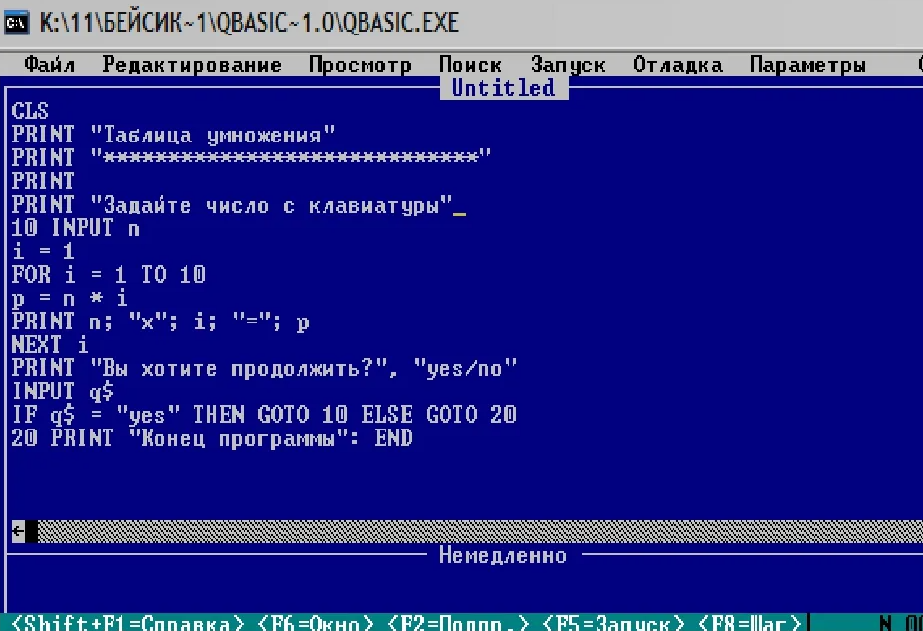 K:\11\БЕЙСИК~1\QBASIC~1.0\QBASIC.EXE
Файл Редактирование Просмотр Поиск Запуск Отладка Параметры
Untitled
CLS
PRINT "Таблица умножения"
PRINT "*****************************"
PRINT
PRINT "Задайте число с клавиатуры"_
10 INPUT n
i = 1
FOR i = 1 TO 10
p = n * i
PRINT n; "x"; i; "="; p
NEXT i
PRINT "Вы хотите продолжить?", "yes/no"
INPUT q$
IF q$ = "yes" THEN GOTO 10 ELSE GOTO 20
20 PRINT "Конец программы": END
Немедленно
<Shift+F1=Справка> <F6=Окно> <F2=Подпр.> <F5=Запуск> <F8=Шаг>